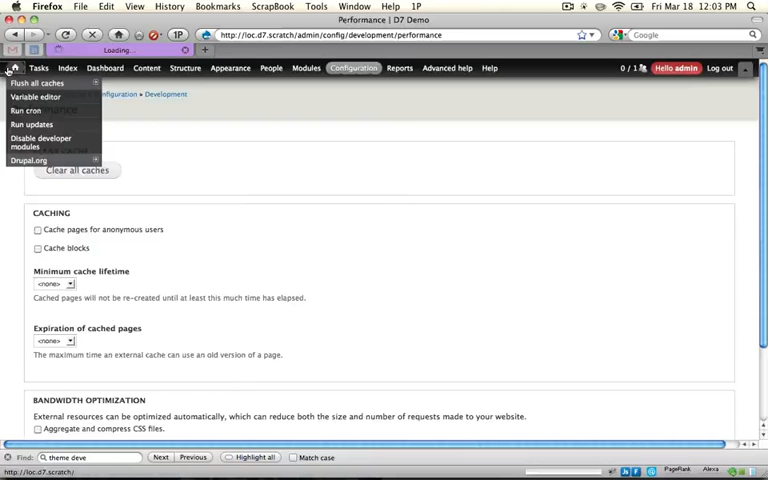 Firefox File Edit View History Bookmarks ScrapBook Tools Window Help 1P Fri Mar 18 12:03 PM
Performance | D7 Demo
1P http://loc.d7.scratch/admin/config/development/performance Google
Loading...
Tasks Index Dashboard Content Structure Appearance People Modules Configuration Reports Advanced help Help 0 / 1 Hello admin Log out
Flush all caches
Variable editor
Run cron
Run updates
Disable developer
modules
Drupal.org
nfiguration » Development
Clear all caches
CACHING
Cache pages for anonymous users
Cache blocks
Minimum cache lifetime
<none>
Cached pages will not be re-created until at least this much time has elapsed.
Expiration of cached pages
<none>
The maximum time an external cache can use an old version of a page.
BANDWIDTH OPTIMIZATION
External resources can be optimized automatically, which can reduce both the size and number of requests made to your website.
Aggregate and compress CSS files.
Find: theme deve Next Previous Highlight all Match case
http://loc.d7.scratch/ PageRank Alexa